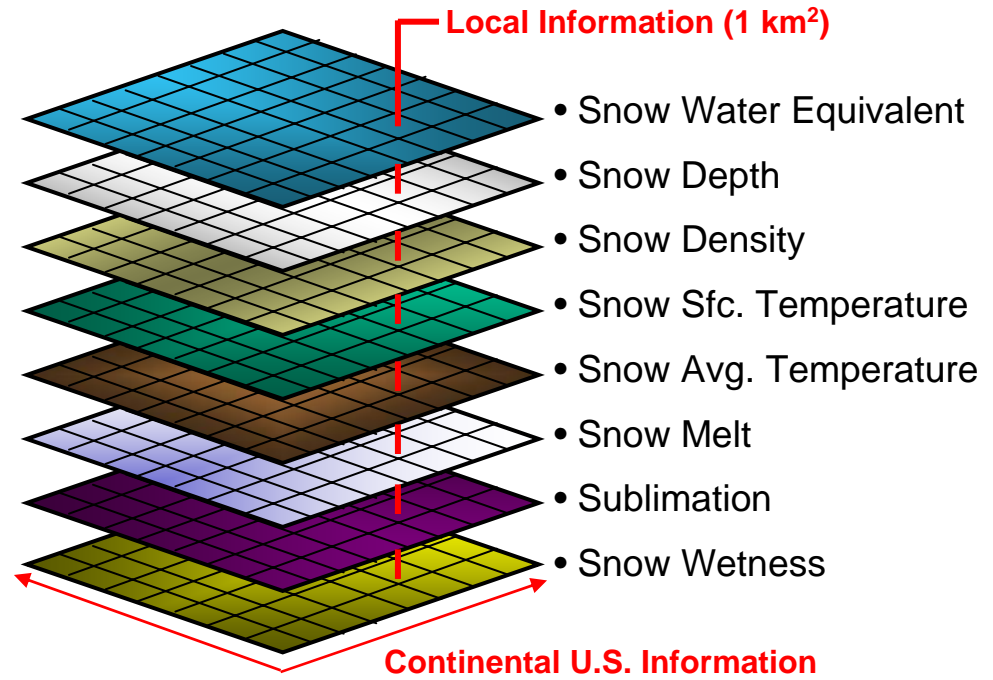 Local Information (1 km²)
• Snow Water Equivalent
• Snow Depth
• Snow Density
• Snow Sfc. Temperature
• Snow Avg. Temperature
• Snow Melt
• Sublimation
• Snow Wetness
Continental U.S. Information